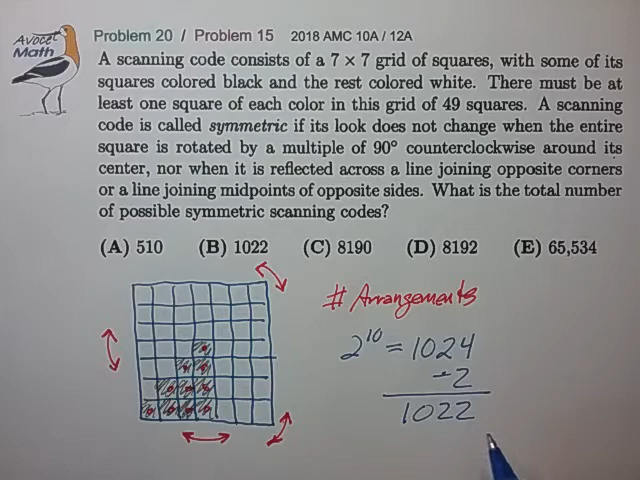 Avocet
Math
Problem 20 / Problem 15 2018 AMC 10A / 12A
A scanning code consists of a 7 × 7 grid of squares, with some of its
squares colored black and the rest colored white. There must be at
least one square of each color in this grid of 49 squares. A scanning
code is called symmetric if its look does not change when the entire
square is rotated by a multiple of 90° counterclockwise around its
center, nor when it is reflected across a line joining opposite corners
or a line joining midpoints of opposite sides. What is the total number
of possible symmetric scanning codes?
(A) 510 (B) 1022 (C) 8190 (D) 8192 (E) 65,534
# Arrangements
2^10 = 1024
-2
1022